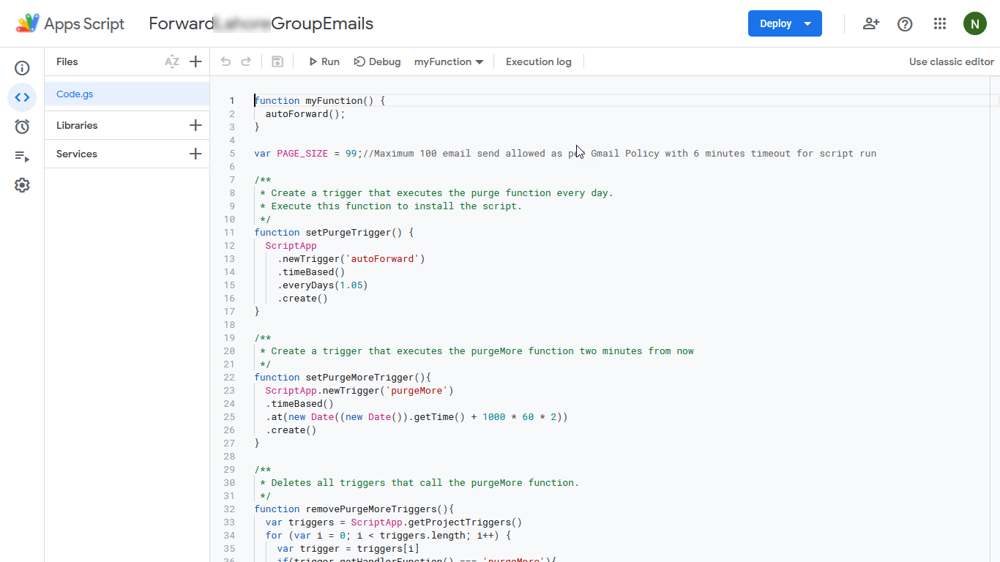 Apps Script
Forward GroupEmails
Deploy
N
Files
AZ
Run
Debug
myFunction
Execution log
Use classic editor
Code.gs
Libraries
Services
1 function myFunction() {
2 autoForward();
3 }
4
5 var PAGE_SIZE = 99;//Maximum 100 email send allowed as Gmail Policy with 6 minutes timeout for script run
6
7 /**
8 * Create a trigger that executes the purge function every day.
9 * Execute this function to install the script.
10 */
11 function setPurgeTrigger() {
12 ScriptApp
13 .newTrigger('autoForward')
14 .timeBased()
15 .everyDays(1.05)
16 .create()
17 }
18
19 /**
20 * Create a trigger that executes the purgeMore function two minutes from now
21 */
22 function setPurgeMoreTrigger(){
23 ScriptApp.newTrigger('purgeMore')
24 .timeBased()
25 .at(new Date((new Date()).getTime() + 1000 * 60 * 2))
26 .create()
27 }
28
29 /**
30 * Deletes all triggers that call the purgeMore function.
31 */
32 function removePurgeMoreTriggers(){
33 var triggers = ScriptApp.getProjectTriggers()
34 for (var i = 0; i < triggers.length; i++) {
35 var trigger = triggers[i]
36 if(trigger.getHandlerFunction() === 'purgeMore'){